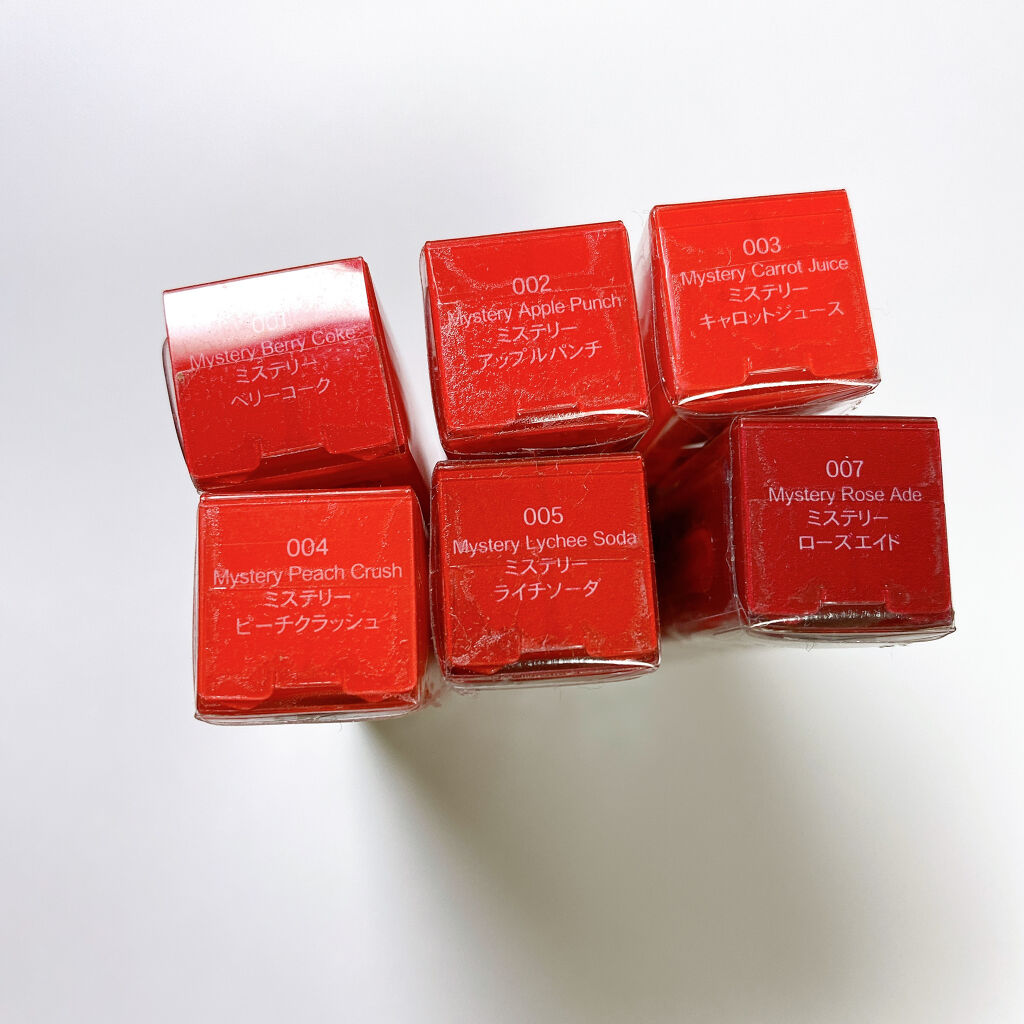 001
Mystery Berry Coke
ミステリー
ベリーコーク
002
Mystery Apple Punch
ミステリー
アップルパンチ
003
Mystery Carrot Juice
ミステリー
キャロットジュース
004
Mystery Peach Crush
ミステリー
ピーチクラッシュ
005
Mystery Lychee Soda
ミステリー
ライチソーダ
007
Mystery Rose Ade
ミステリー
ローズエイド